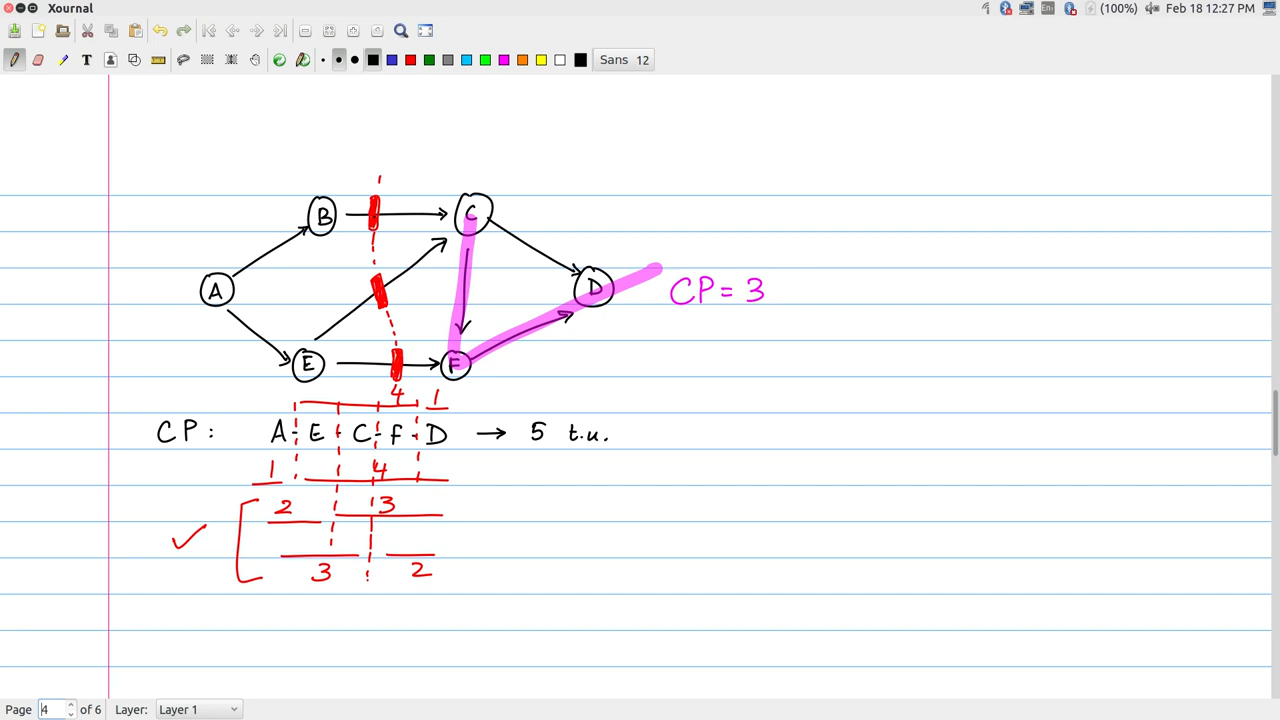 Xournal
(100%) Feb 18 12:27 PM
Sans 12
B
C
A
D
CP = 3
E
F
4 1
CP: A- E - C- F - D → 5 t.u.
1 4
2 3
3 2
Page 4 of 6 Layer: Layer 1